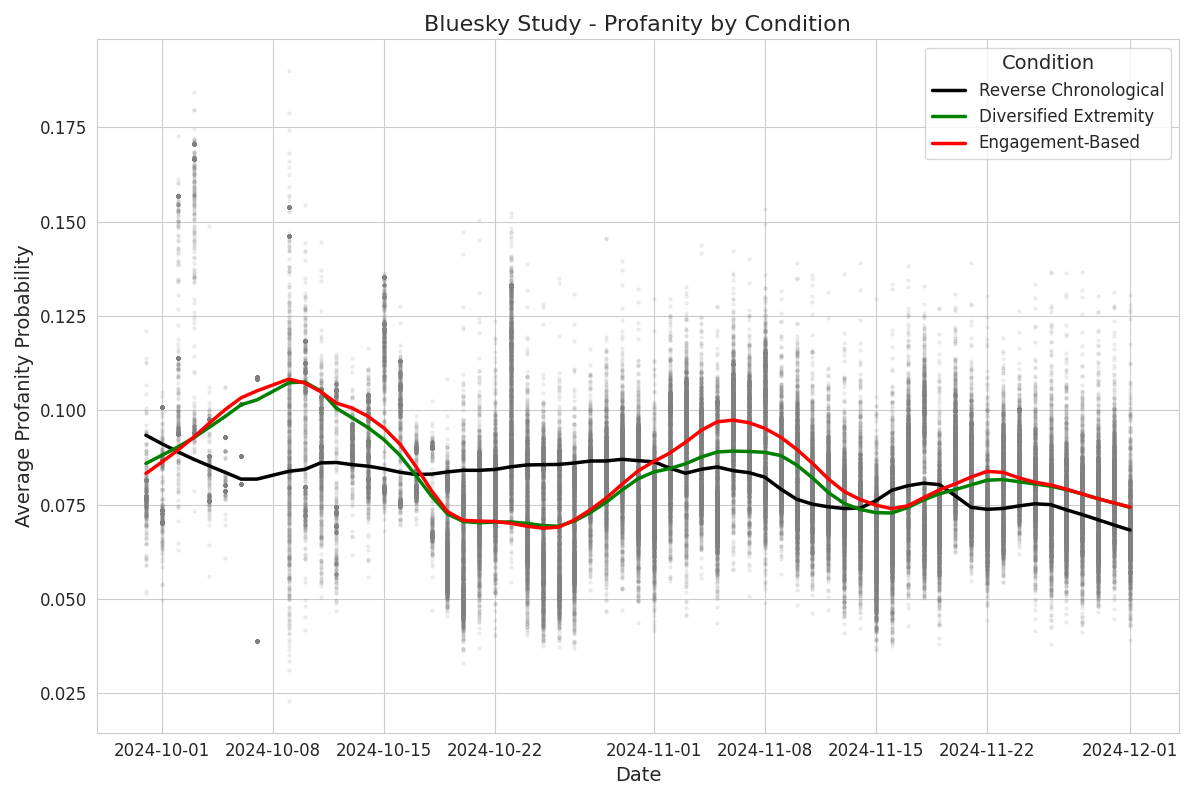 Bluesky Study - Profanity by Condition
Condition
Reverse Chronological
Diversified Extremity
Engagement-Based
Average Profanity Probability
0.175
0.150
0.125
0.100
0.075
0.050
0.025
2024-10-01 2024-10-08 2024-10-15 2024-10-22 2024-11-01 2024-11-08 2024-11-15 2024-11-22 2024-12-01
Date